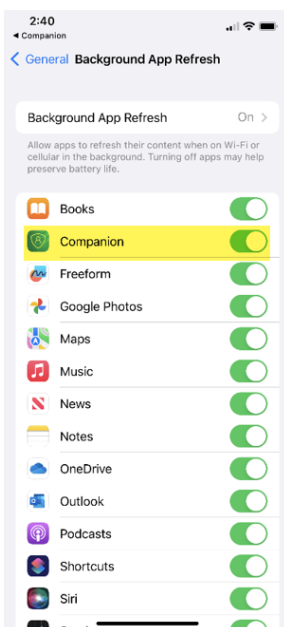 2:40
Companion
General Background App Refresh
Background App Refresh On
Allow apps to refresh their content when on Wi-Fi or
cellular in the background. Turning off apps may help
preserve battery life.
Books
Companion
Freeform
Google Photos
Maps
Music
News
Notes
OneDrive
Outlook
Podcasts
Shortcuts
Siri